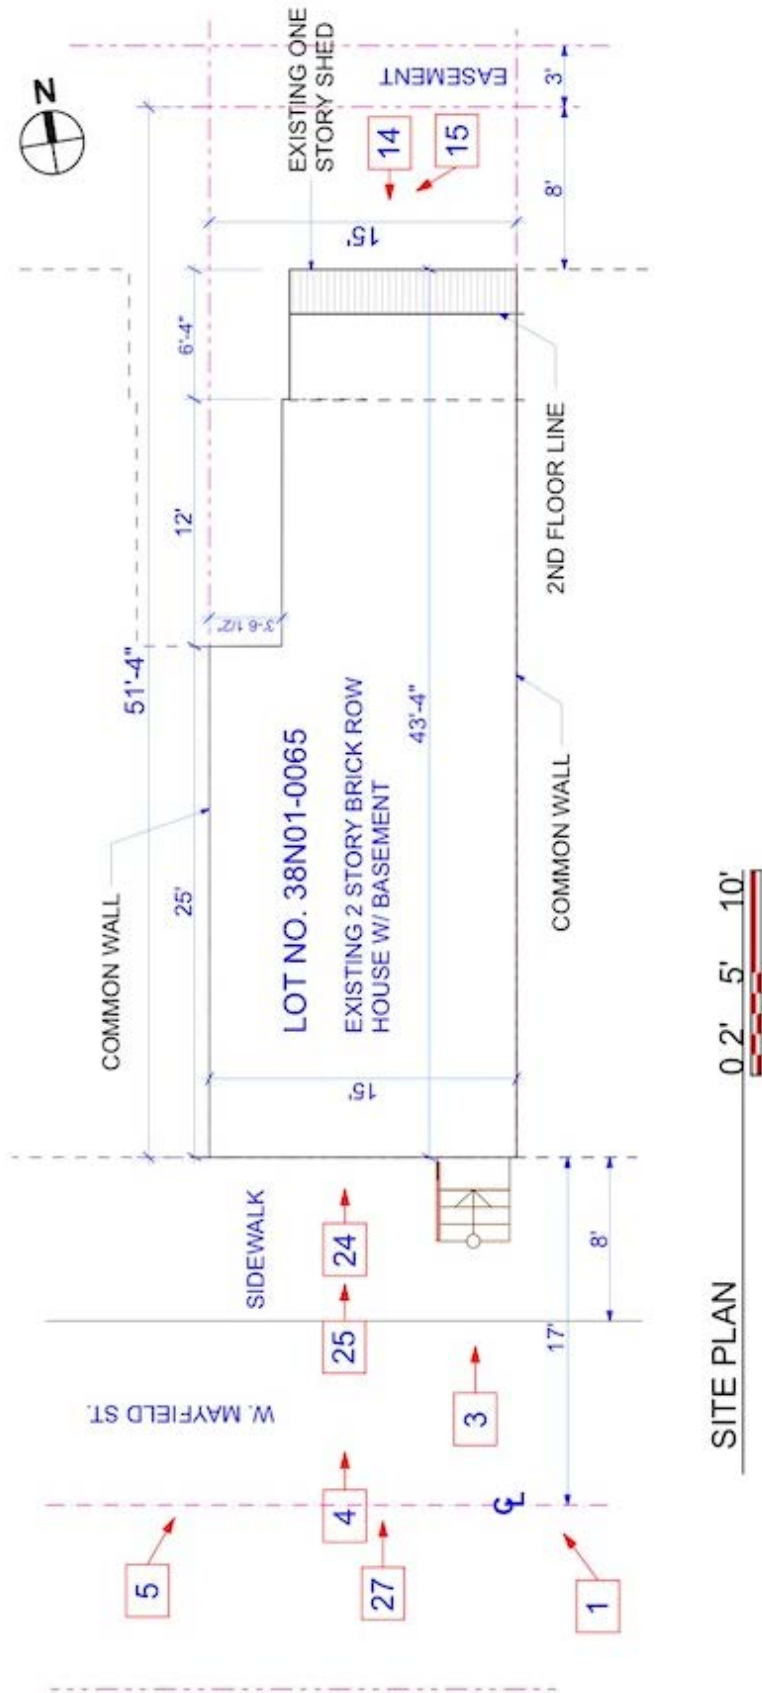 N
EXISTING ONE
STORY SHED
EASEMENT
3'
14
15
8'
15'
6'-4"
12'
51'-4"
3'-6 1/2"
2ND FLOOR LINE
43'-4"
COMMON WALL
25'
LOT NO. 38N01-0065
EXISTING 2 STORY BRICK ROW
HOUSE W/ BASEMENT
15'
COMMON WALL
SIDEWALK
24
25
8'
17'
W. MAYFIELD ST.
3
4
CL
5
27
1
SITE PLAN
0 2' 5' 10'